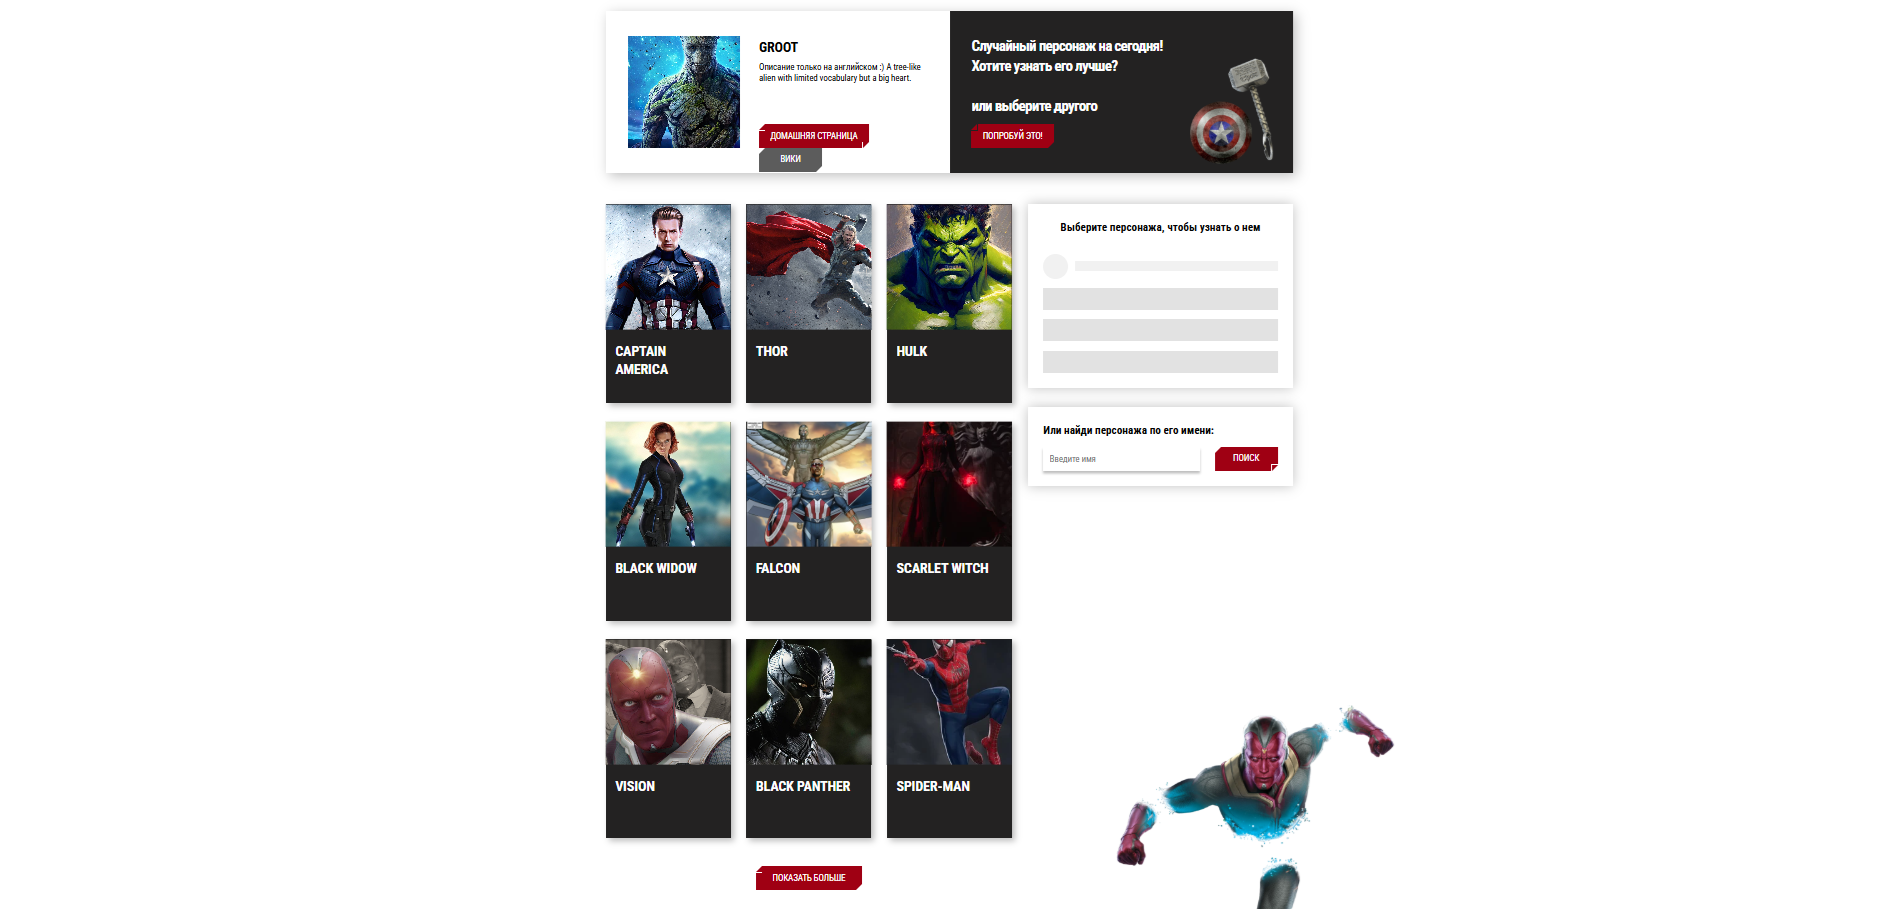 GROOT
Описание только на английском :) A tree-like
alien with limited vocabulary but a big heart.
ДОМАШНЯЯ СТРАНИЦА
ВИКИ
Случайный персонаж на сегодня!
Хотите узнать его лучше?
или выберите другого
ПОПРОБУЙ ЭТО!
CAPTAIN
AMERICA
THOR
HULK
Выберите персонажа, чтобы узнать о нем
Или найди персонажа по его имени:
Введите имя
ПОИСК
BLACK WIDOW
FALCON
SCARLET WITCH
VISION
BLACK PANTHER
SPIDER-MAN
ПОКАЗАТЬ БОЛЬШЕ